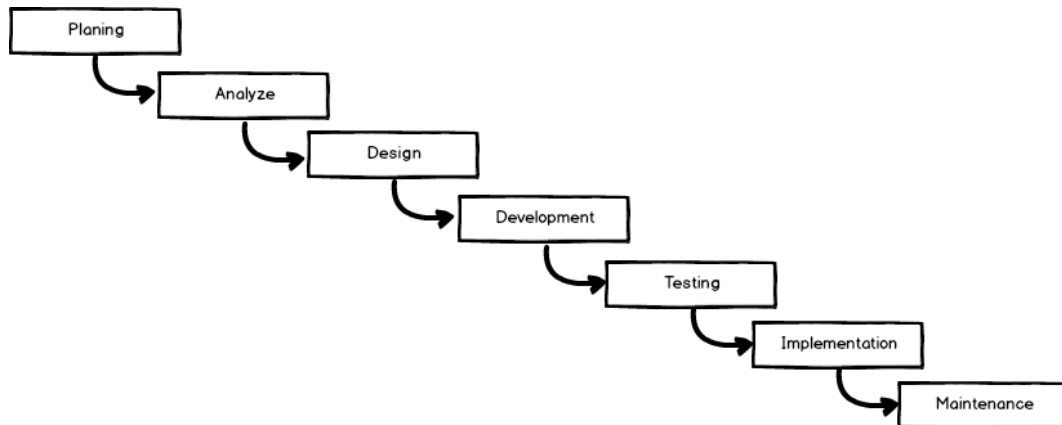 Planing
Analyze
Design
Development
Testing
Implementation
Maintenance